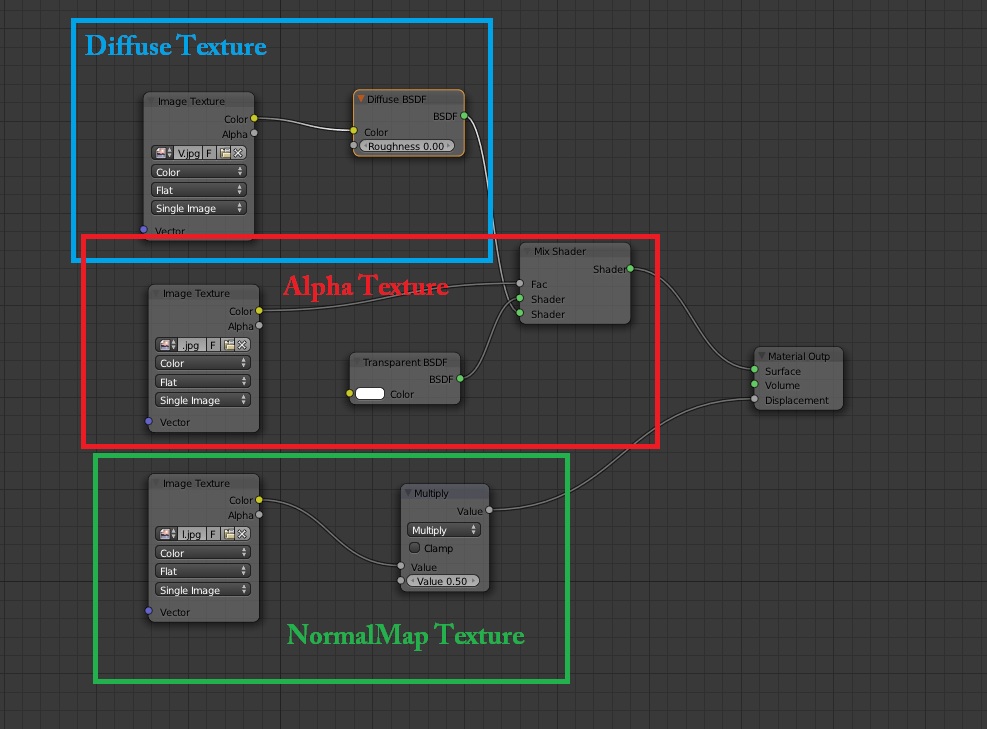 Diffuse Texture
Image Texture
Color
Alpha
V.jpg F
Color
Flat
Single Image
Vector
Diffuse BSDF
BSDF
Color
Roughness 0.00
Alpha Texture
Image Texture
Color
Alpha
.jpg F
Color
Flat
Single Image
Vector
Transparent BSDF
BSDF
Color
Mix Shader
Shader
Fac
Shader
Shader
Material Outp
Surface
Volume
Displacement
Image Texture
Color
Alpha
l.jpg F
Color
Flat
Single Image
Vector
Multiply
Value
Multiply
Clamp
Value
Value 0.50
NormalMap Texture